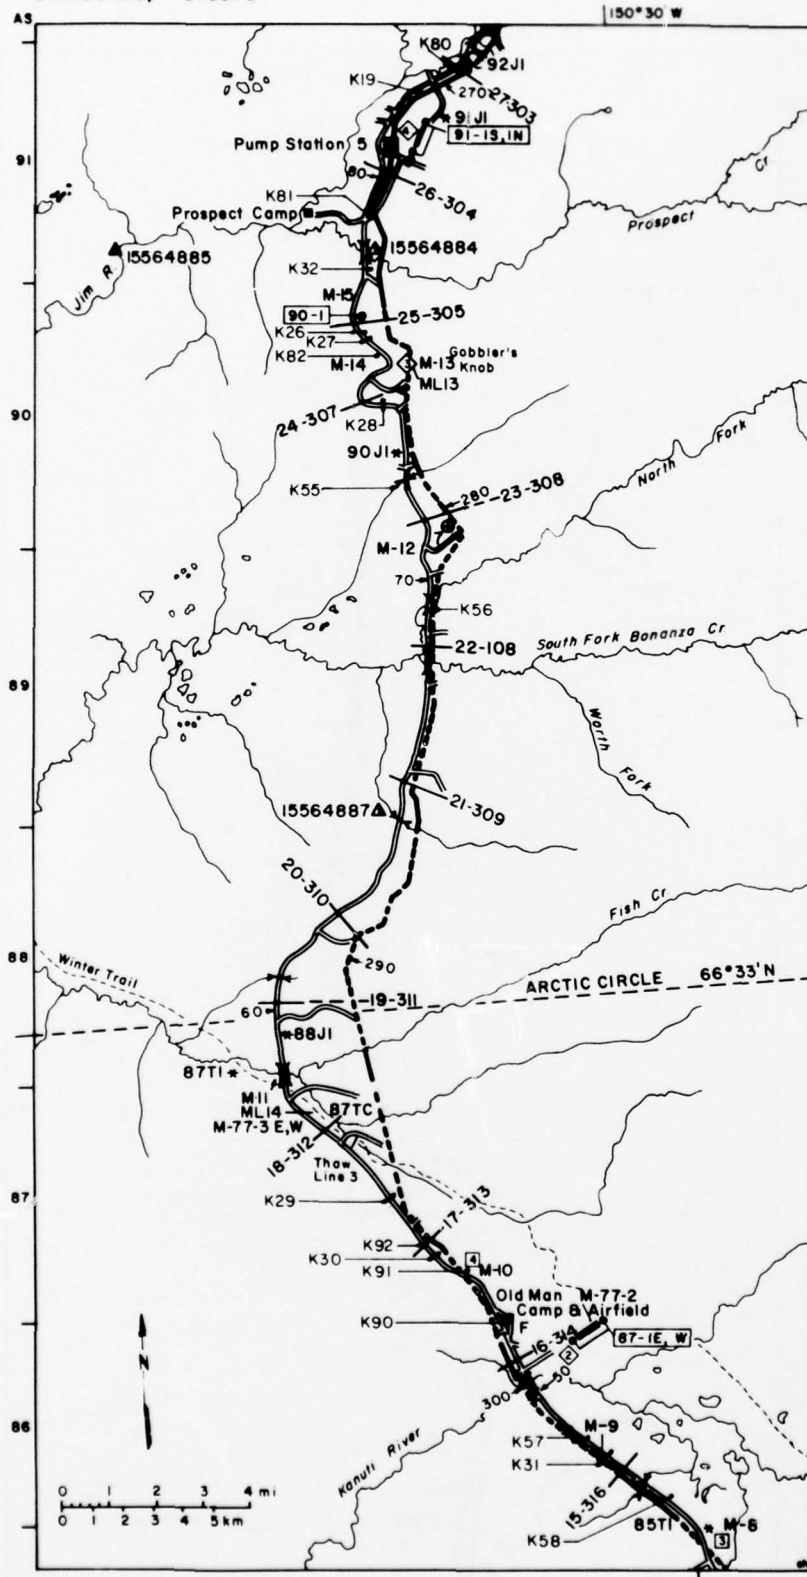 150°30' W
AS
K80
92J1
K19
270
27-303
91J1
91-1S, 1N
91
Pump Station 5
80
26-304
K81
Prospect Camp
Prospect
Cr
15564884
15564885
Jim R.
K32
M-15
90-1
25-305
K26
K27
K82
M-14
M-13
Gobbler's
Knob
ML13
90
24-307
K28
90J1
North Fork
K55
280
23-308
M-12
70
K56
22-108
South Fork Bonanza Cr
89
North Fork
21-309
15564887
20-310
Fish Cr.
88
Winter Trail
290
ARCTIC CIRCLE 66°33'N
19-311
60
88J1
87T1
M-11
ML14
M-77-3 E,W
87TC
18-312
Thaw
Line 3
87
K29
17-313
K92
K30
K91
4
M-10
Old Man
Camp & Airfield
M-77-2
K90
F
87-1E, W
16-314
2
50
300
N
86
Kanuti River
K57
M-9
K31
15-316
85T1
K58
M-8
3
0 1 2 3 4 mi
0 1 2 3 4 5 km